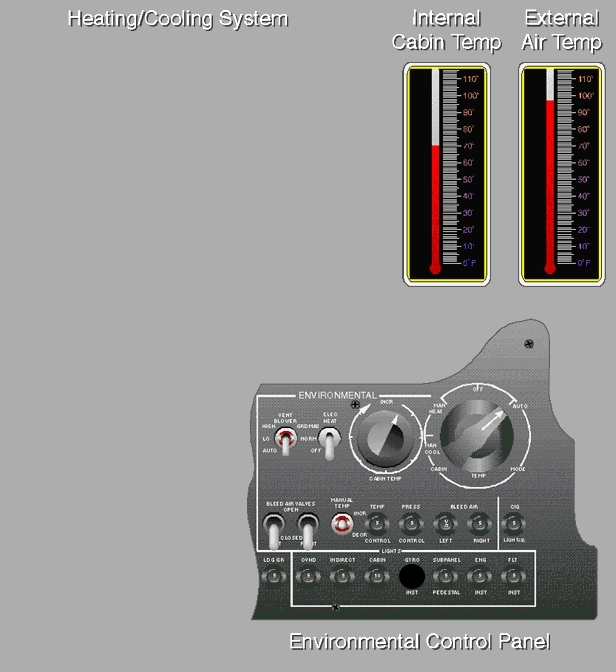 Heating/Cooling System
Internal
Cabin Temp
External
Air Temp
110°
100°
90°
80°
70°
60°
50°
40°
30°
20°
10°
0°F
110°
100°
90°
80°
70°
60°
50°
40°
30°
20°
10°
0°F
OFF
ENVIRONMENTAL
INCR
MAN HEAT
AUTO
VENT BLOWER
ELEC HEAT
HIGH
GRD MAX
LO
NORM
AUTO
OFF
MAN COOL
CABIN TEMP
CABIN
TEMP
MODE
BLEED AIR VALVES
OPEN
MANUAL TEMP
INCR
DECR
CLOSED
TEMP
CONTROL
PRESS
CONTROL
BLEED AIR
LEFT
RIGHT
CIG
LIGHTER
LIGHTS
LDG GR
OVHD
INDIRECT
CABIN
GYRO
INST
SUBPANEL
PEDESTAL
ENG
INST
FLT
INST
Environmental Control Panel